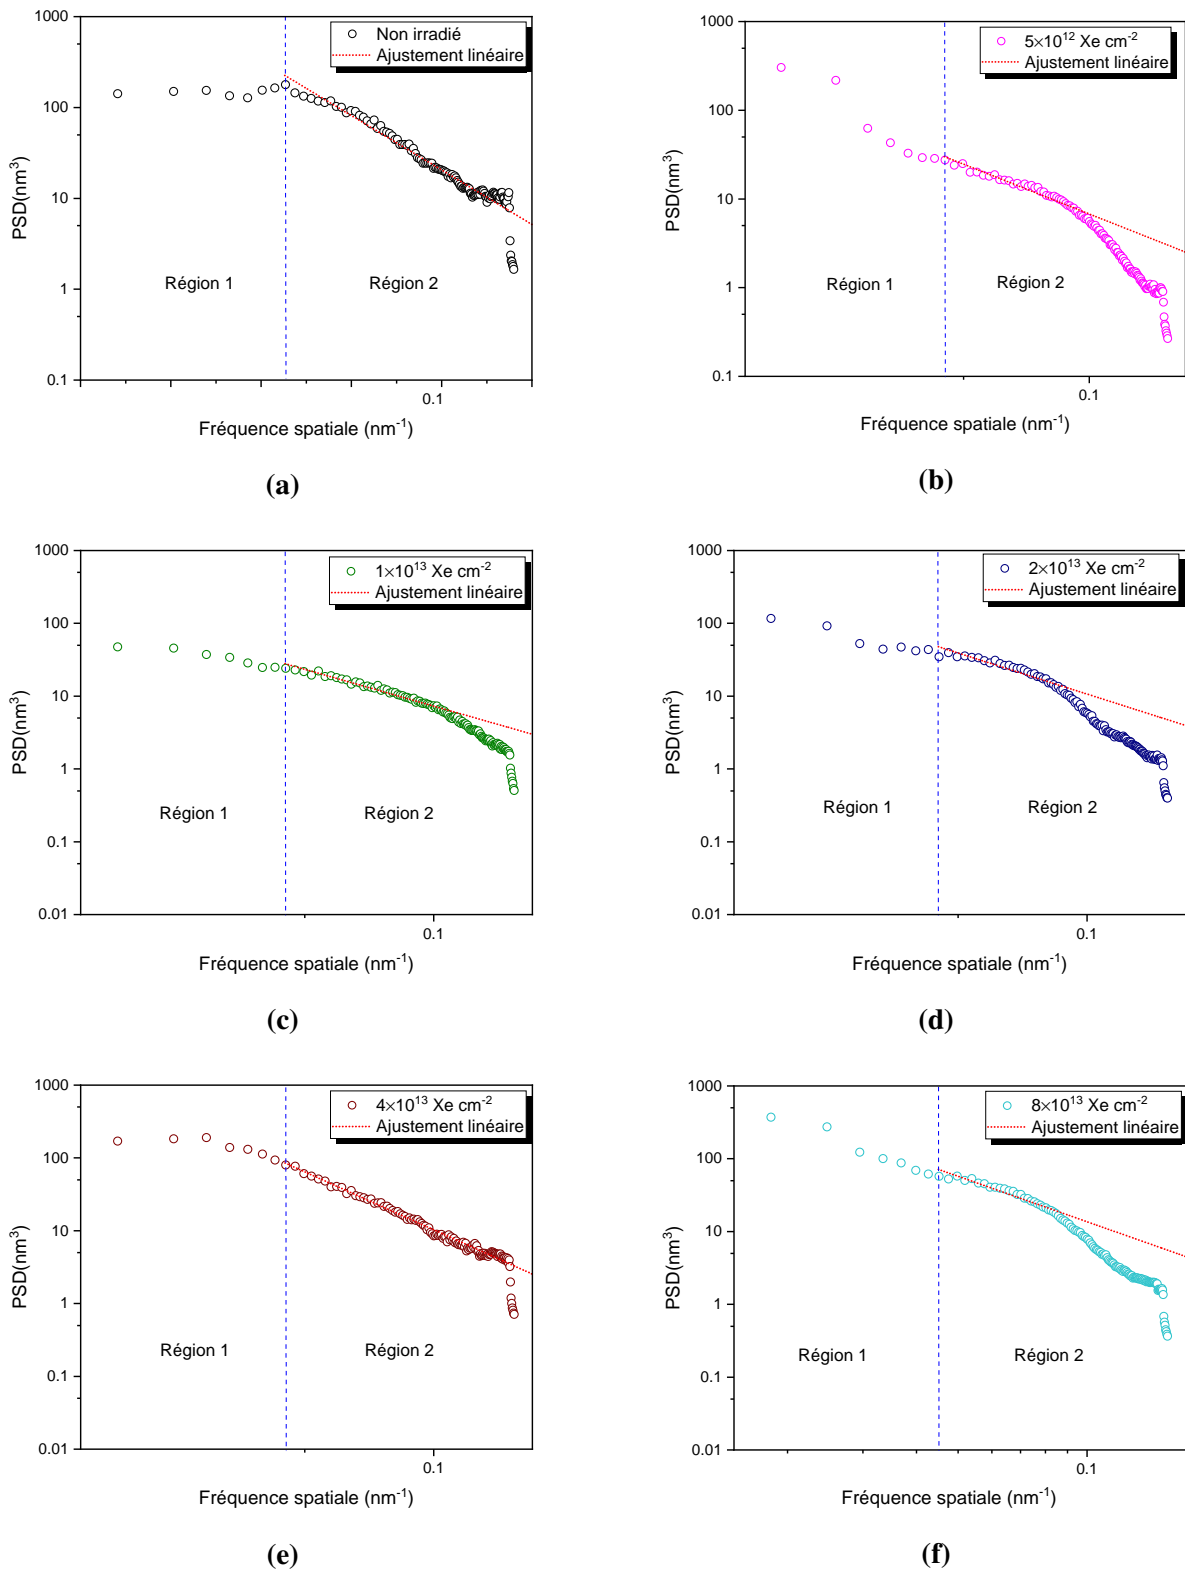 1000
100
10
1
0.1
PSD(nm³)
Non irradié
Ajustement linéaire
Région 1
Région 2
0.1
Fréquence spatiale (nm⁻¹)
(a)
1000
100
10
1
0.1
PSD(nm³)
5×10¹² Xe cm⁻²
Ajustement linéaire
Région 1
Région 2
0.1
Fréquence spatiale (nm⁻¹)
(b)
1000
100
10
1
0.1
0.01
PSD(nm³)
1×10¹³ Xe cm⁻²
Ajustement linéaire
Région 1
Région 2
0.1
Fréquence spatiale (nm⁻¹)
(c)
1000
100
10
1
0.1
0.01
PSD(nm³)
2×10¹³ Xe cm⁻²
Ajustement linéaire
Région 1
Région 2
0.1
Fréquence spatiale (nm⁻¹)
(d)
1000
100
10
1
0.1
0.01
PSD(nm³)
4×10¹³ Xe cm⁻²
Ajustement linéaire
Région 1
Région 2
0.1
Fréquence spatiale (nm⁻¹)
(e)
1000
100
10
1
0.1
0.01
PSD(nm³)
8×10¹³ Xe cm⁻²
Ajustement linéaire
Région 1
Région 2
0.1
Fréquence spatiale (nm⁻¹)
(f)